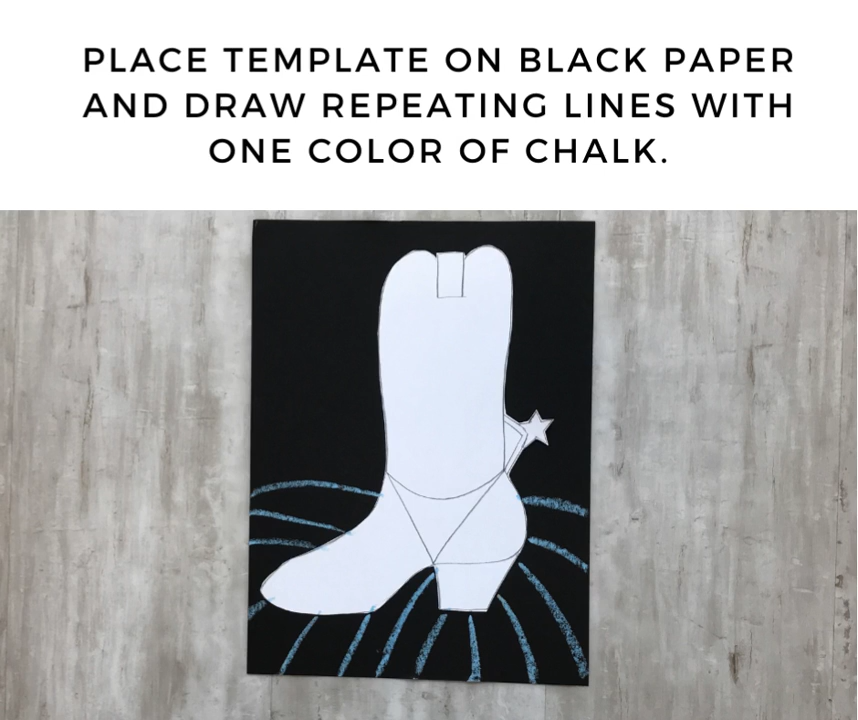 PLACE TEMPLATE ON BLACK PAPER
AND DRAW REPEATING LINES WITH
ONE COLOR OF CHALK.